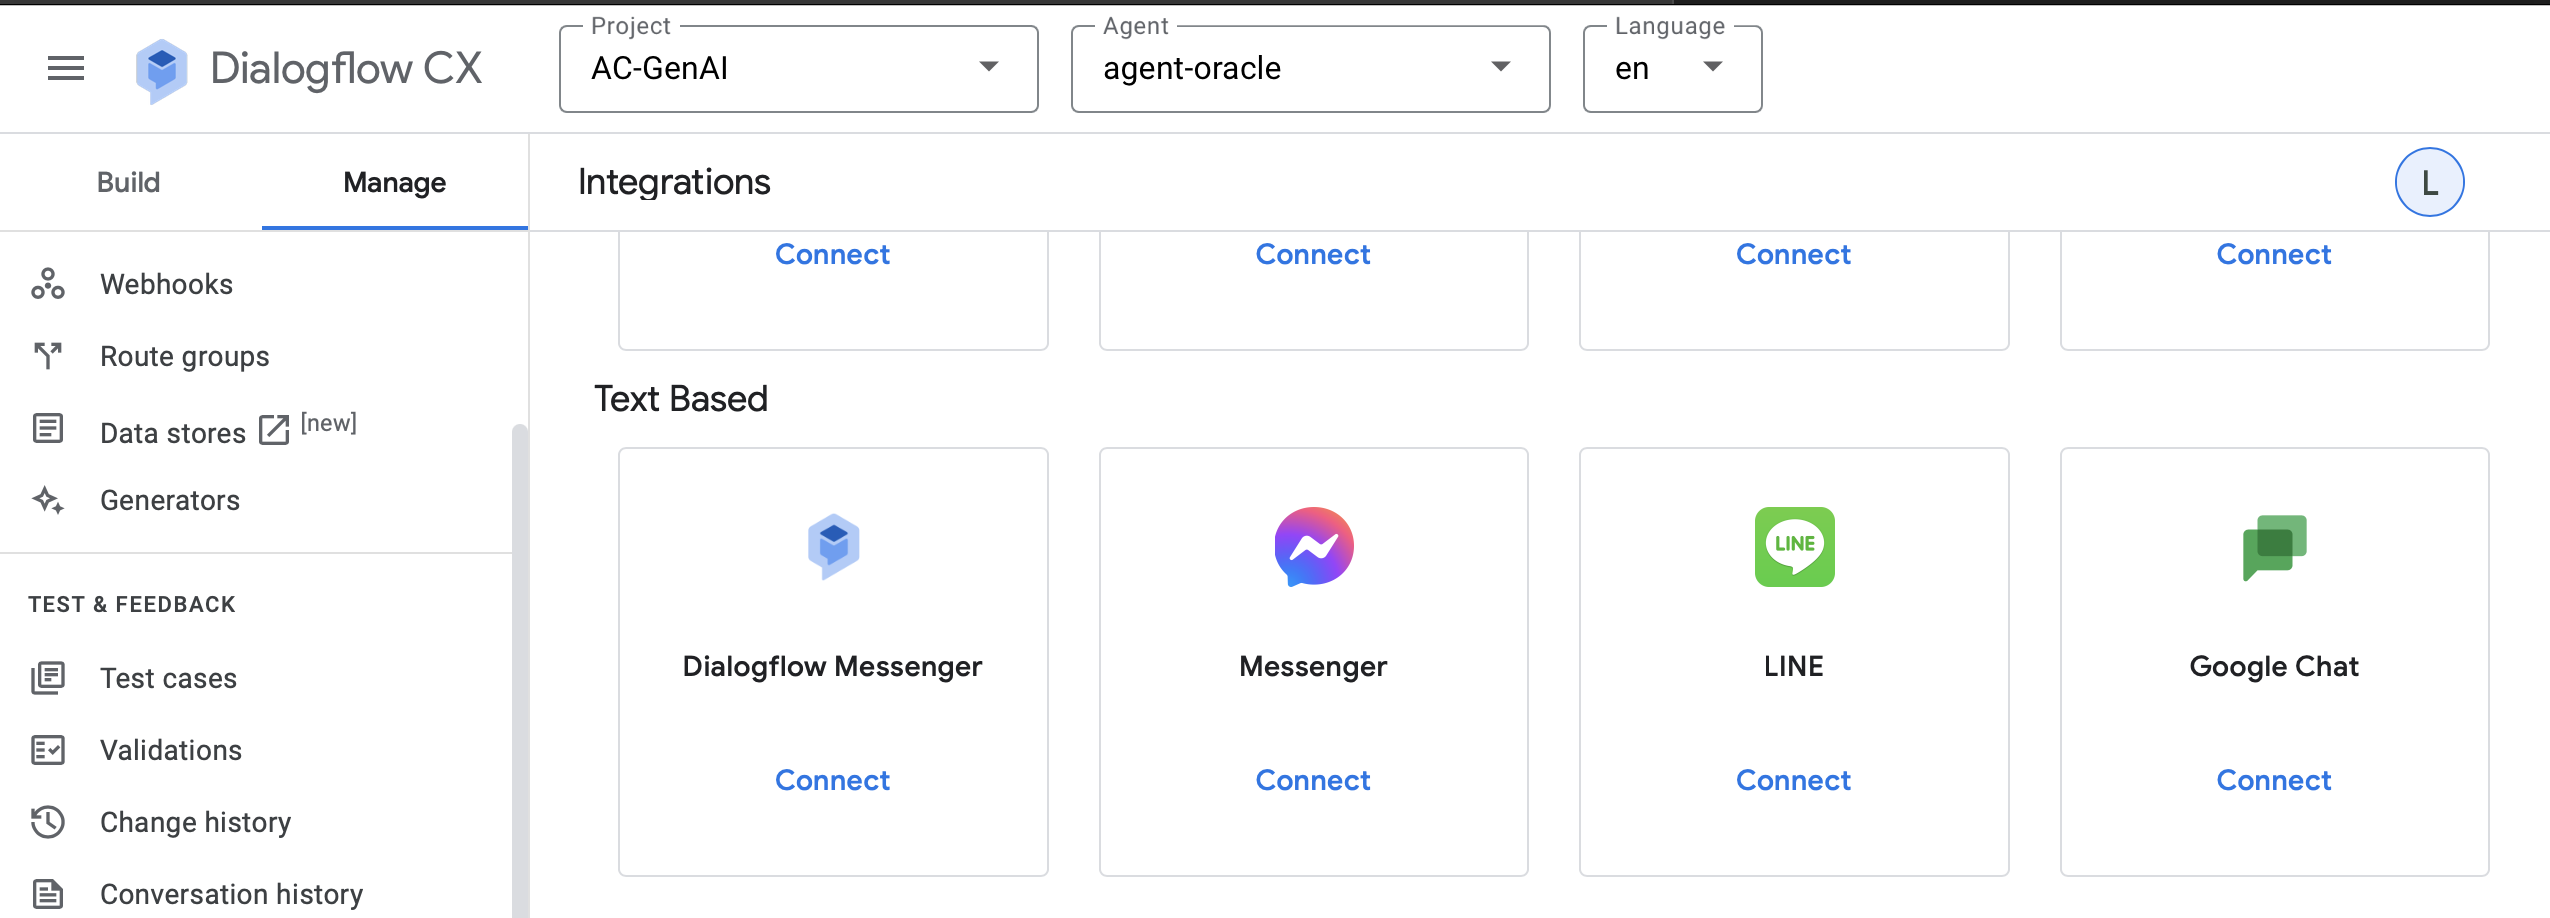 Dialogflow CX
Project
AC-GenAI
Agent
agent-oracle
Language
en
Build
Manage
Integrations
L
Webhooks
Route groups
Data stores [new]
Generators
TEST & FEEDBACK
Test cases
Validations
Change history
Conversation history
Connect
Connect
Connect
Connect
Text Based
Dialogflow Messenger
Connect
Messenger
Connect
LINE
LINE
Connect
Google Chat
Connect